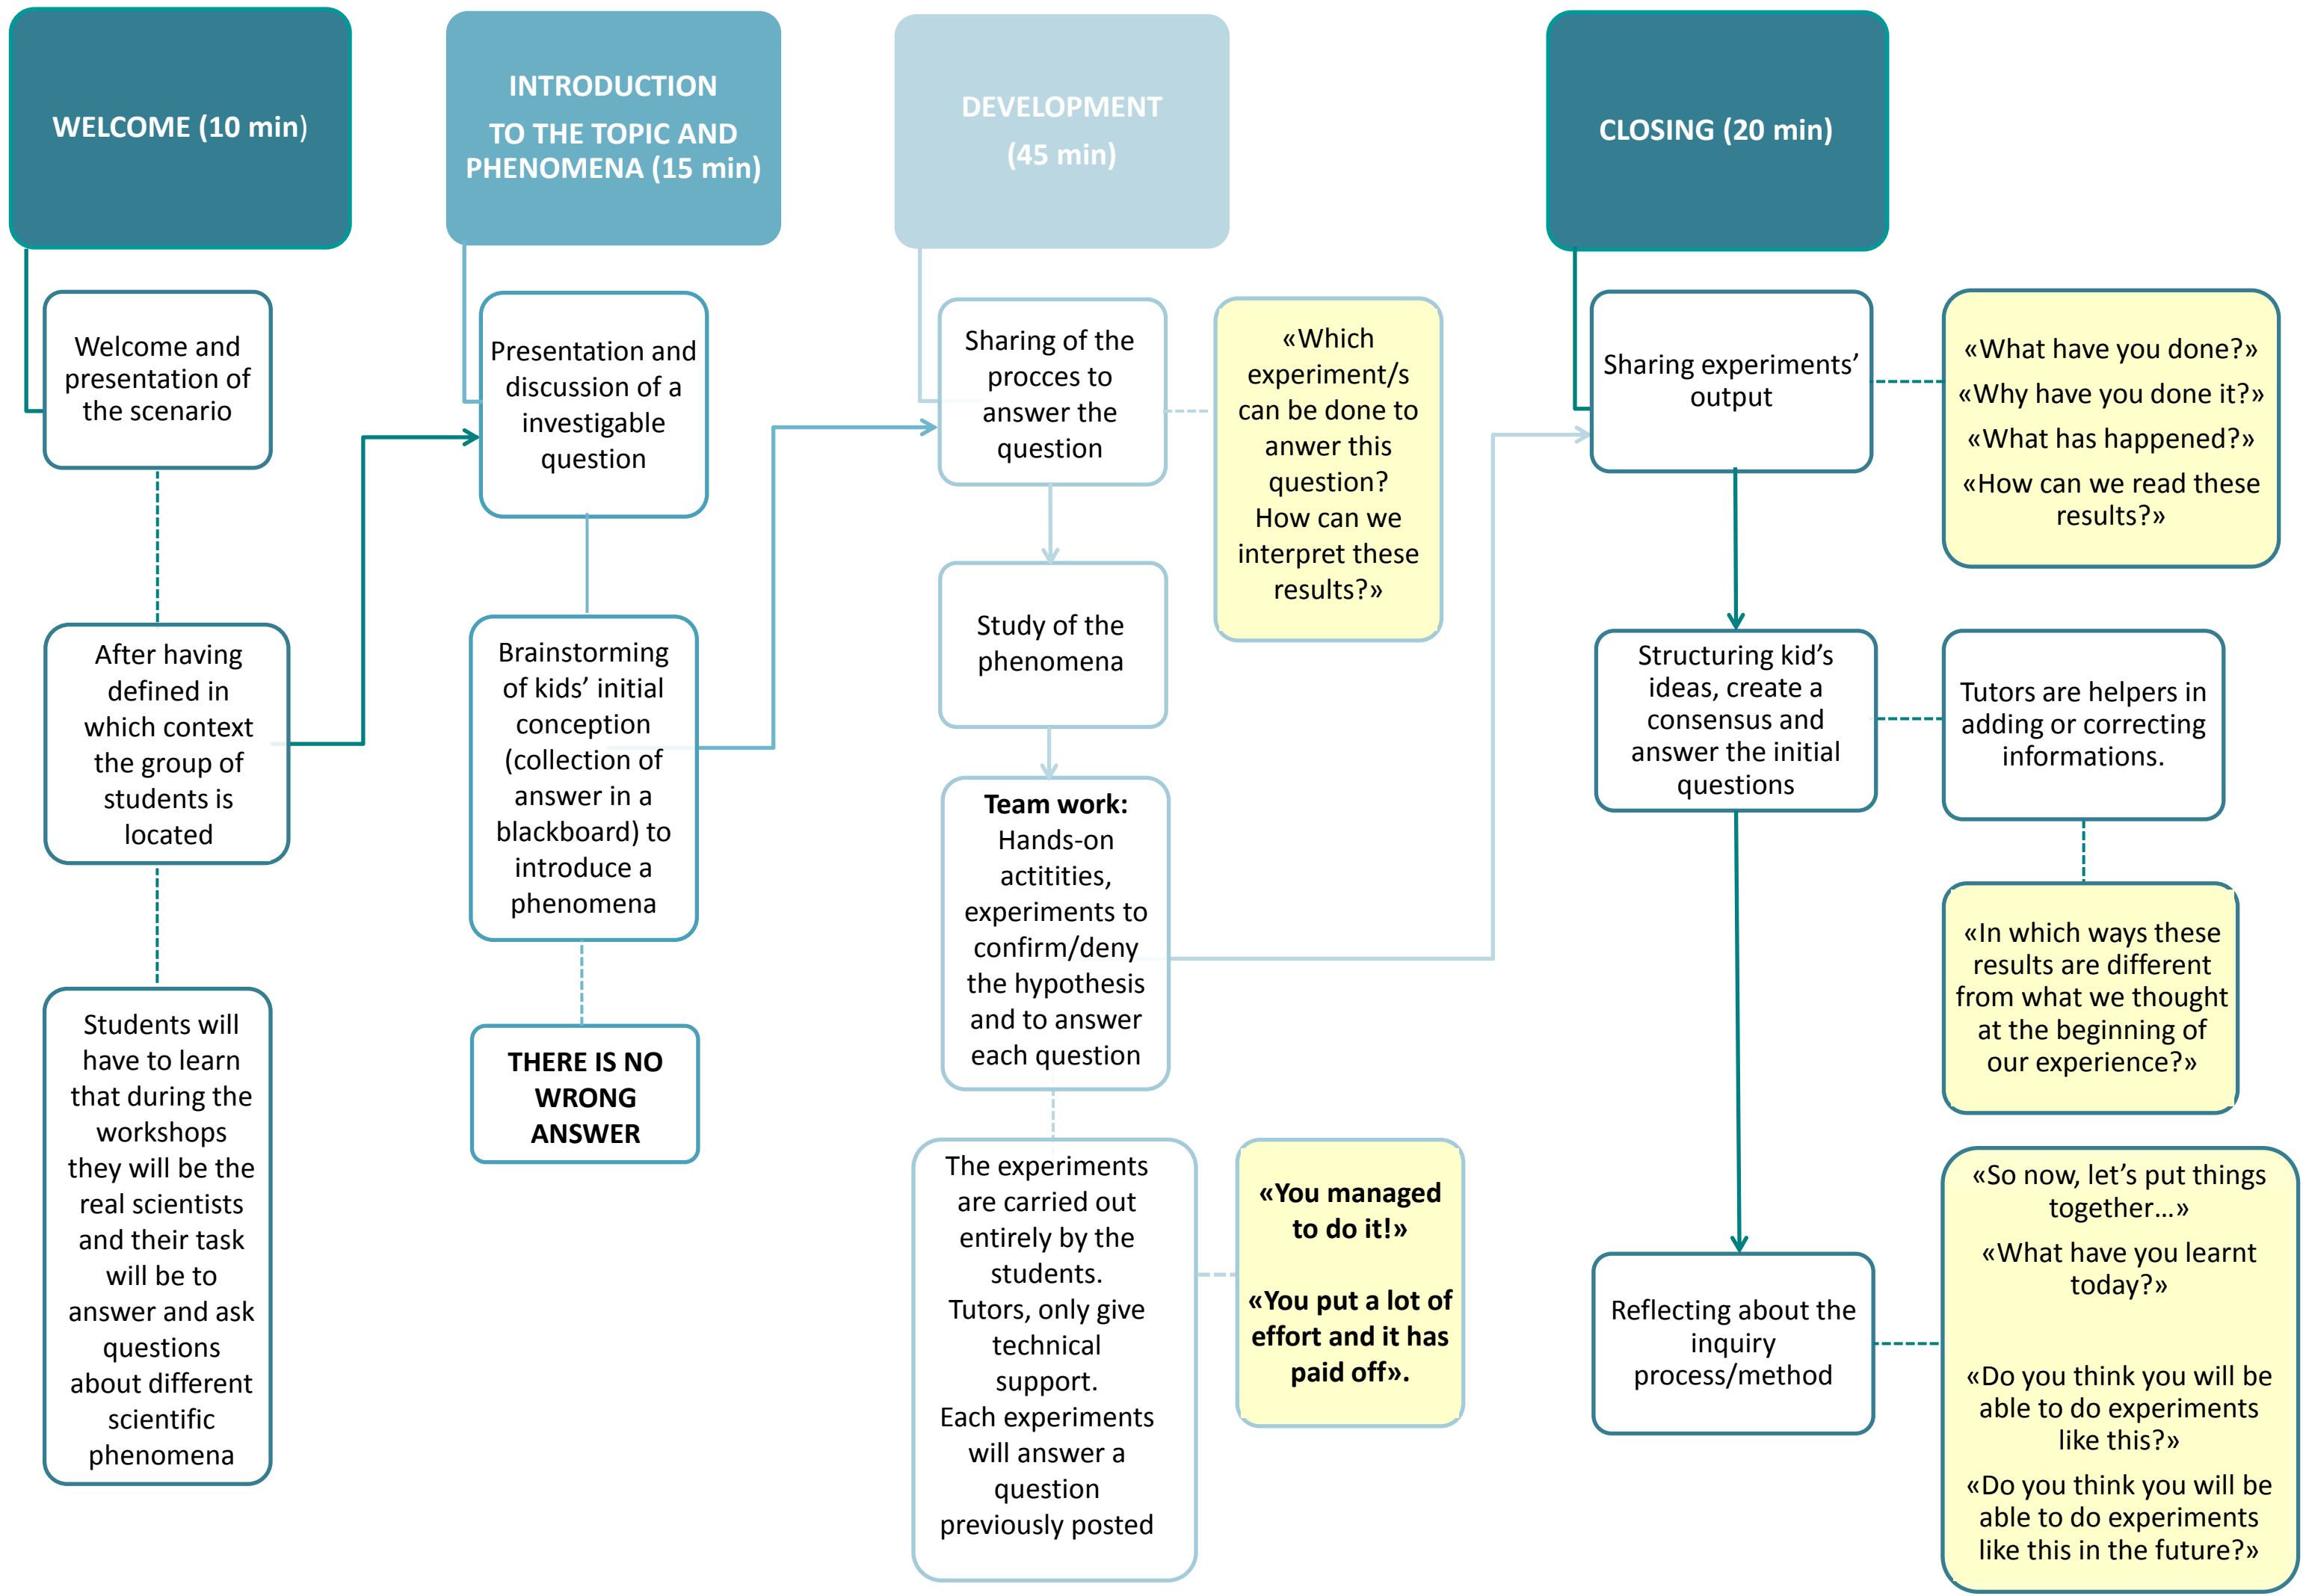 WELCOME (10 min)
Welcome and
presentation of
the scenario
After having
defined in
which context
the group of
students is
located
Students will
have to learn
that during the
workshops
they will be the
real scientists
and their task
will be to
answer and ask
questions
about different
scientific
phenomena
INTRODUCTION
TO THE TOPIC AND
PHENOMENA (15 min)
Presentation and
discussion of a
investigable
question
Brainstorming
of kids’ initial
conception
(collection of
answer in a
blackboard) to
introduce a
phenomena
THERE IS NO
WRONG
ANSWER
DEVELOPMENT
(45 min)
Sharing of the
procces to
answer the
question
«Which
experiment/s
can be done to
anwer this
question?
How can we
interpret these
results?»
Study of the
phenomena
Team work:
Hands-on
actitities,
experiments to
confirm/deny
the hypothesis
and to answer
each question
The experiments
are carried out
entirely by the
students.
Tutors, only give
technical
support.
Each experiments
will answer a
question
previously posted
«You managed
to do it!»
«You put a lot of
effort and it has
paid off».
CLOSING (20 min)
Sharing experiments’
output
«What have you done?»
«Why have you done it?»
«What has happened?»
«How can we read these
results?»
Structuring kid’s
ideas, create a
consensus and
answer the initial
questions
Tutors are helpers in
adding or correcting
informations.
«In which ways these
results are different
from what we thought
at the beginning of
our experience?»
Reflecting about the
inquiry
process/method
«So now, let’s put things
together…»
«What have you learnt
today?»
«Do you think you will be
able to do experiments
like this?»
«Do you think you will be
able to do experiments
like this in the future?»